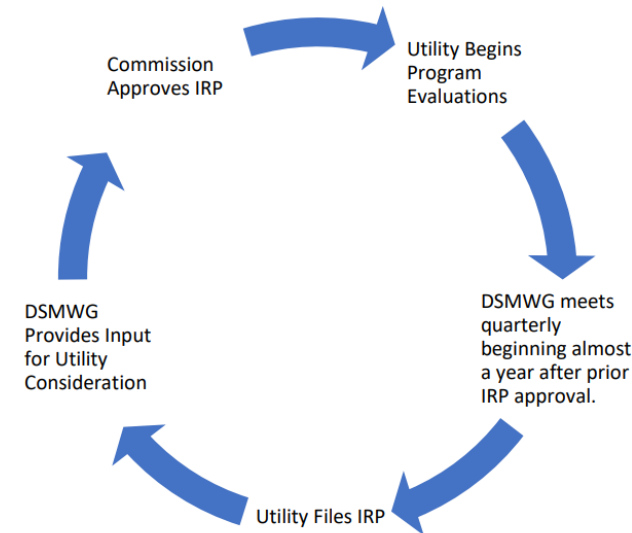 Commission
Approves IRP
Utility Begins
Program
Evaluations
DSMWG meets
quarterly
beginning almost
a year after prior
IRP approval.
Utility Files IRP
DSMWG
Provides Input
for Utility
Consideration